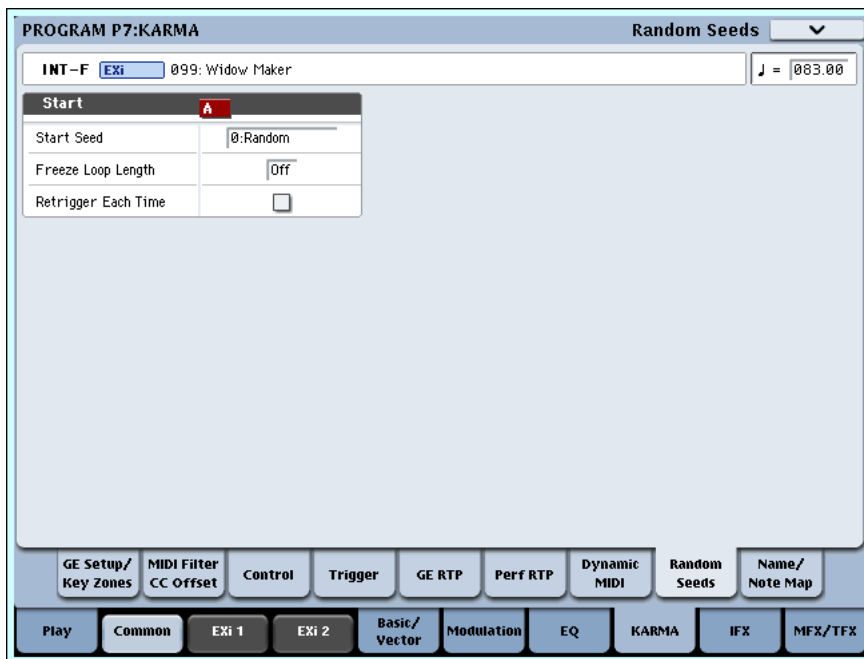 PROGRAM P7:KARMA Random Seeds
INT-F EXi 099: Widow Maker ♩ = 083.00
Start A
Start Seed 0:Random
Freeze Loop Length Off
Retrigger Each Time
GE Setup/ Key Zones MIDI Filter CC Offset Control Trigger GE RTP Perf RTP Dynamic MIDI Random Seeds Name/ Note Map
Play Common EXi 1 EXi 2 Basic/ Vector Modulation EQ KARMA IFX MFX/TFX